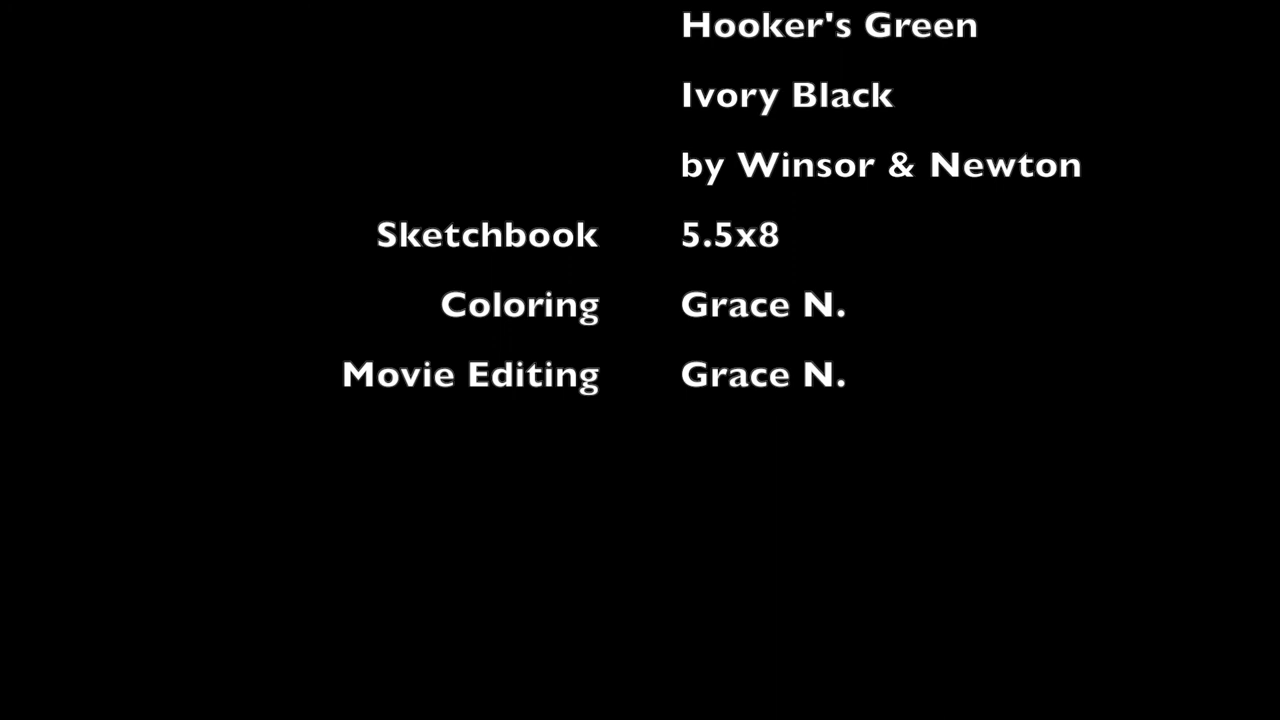 Hooker's Green
Ivory Black
by Winsor & Newton
Sketchbook 5.5x8
Coloring Grace N.
Movie Editing Grace N.